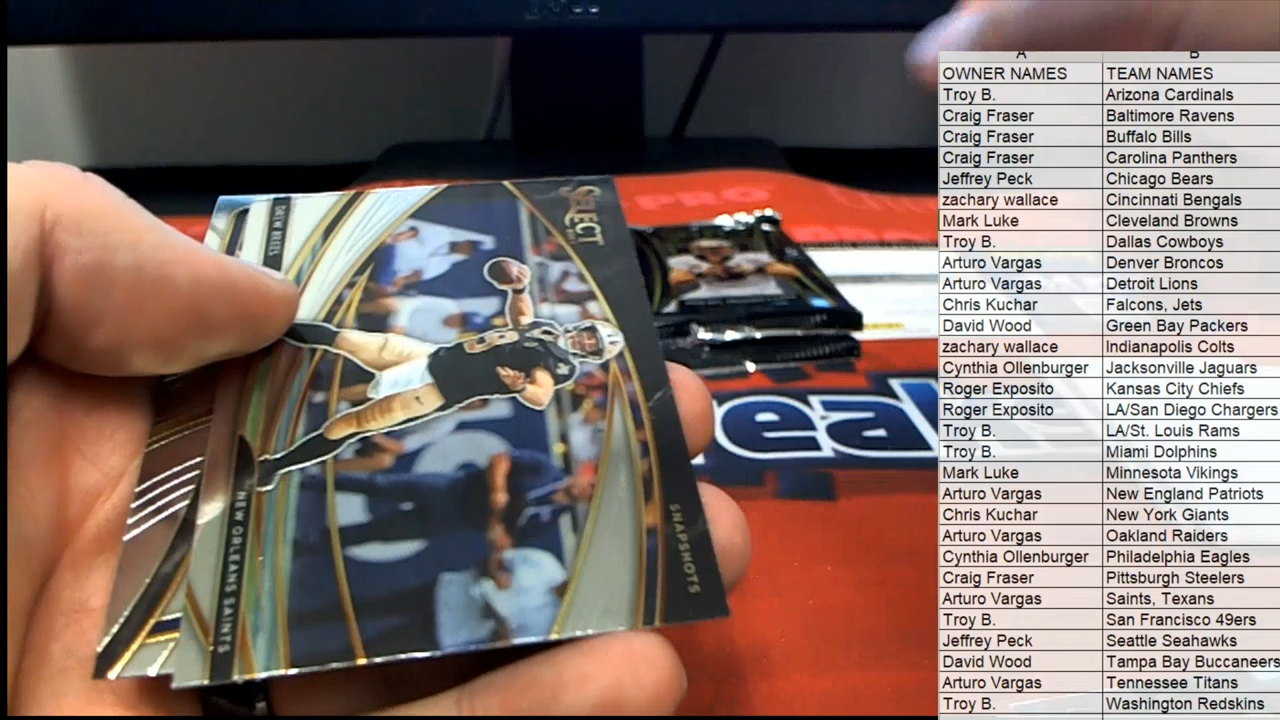 A B
OWNER NAMES TEAM NAMES
Troy B. Arizona Cardinals
Craig Fraser Baltimore Ravens
Craig Fraser Buffalo Bills
Craig Fraser Carolina Panthers
Jeffrey Peck Chicago Bears
zachary wallace Cincinnati Bengals
Mark Luke Cleveland Browns
Troy B. Dallas Cowboys
Arturo Vargas Denver Broncos
Arturo Vargas Detroit Lions
Chris Kuchar Falcons, Jets
David Wood Green Bay Packers
zachary wallace Indianapolis Colts
Cynthia Ollenburger Jacksonville Jaguars
Roger Exposito Kansas City Chiefs
Roger Exposito LA/San Diego Chargers
Troy B. LA/St. Louis Rams
Troy B. Miami Dolphins
Mark Luke Minnesota Vikings
Arturo Vargas New England Patriots
Chris Kuchar New York Giants
Arturo Vargas Oakland Raiders
Cynthia Ollenburger Philadelphia Eagles
Craig Fraser Pittsburgh Steelers
Arturo Vargas Saints, Texans
Troy B. San Francisco 49ers
Jeffrey Peck Seattle Seahawks
David Wood Tampa Bay Buccaneers
Arturo Vargas Tennessee Titans
Troy B. Washington Redskins
SELECT
SNAPSHOTS
DREW BREES
NEW ORLEANS SAINTS
9
PRO
eal